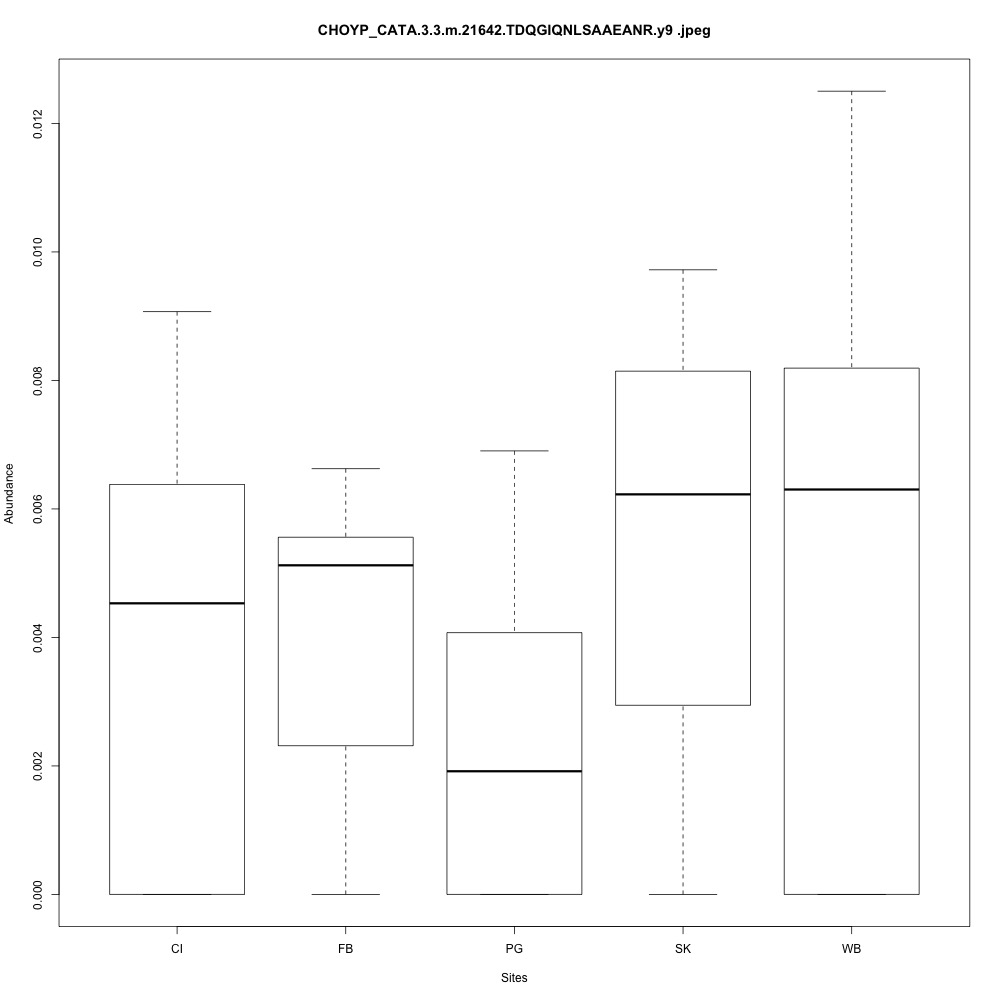 CHOYP_CATA.3.3.m.21642.TDQGIQNLSAAEANR.y9 .jpeg
Abundance
0.012
0.010
0.008
0.006
0.004
0.002
0.000
CI FB PG SK WB
Sites